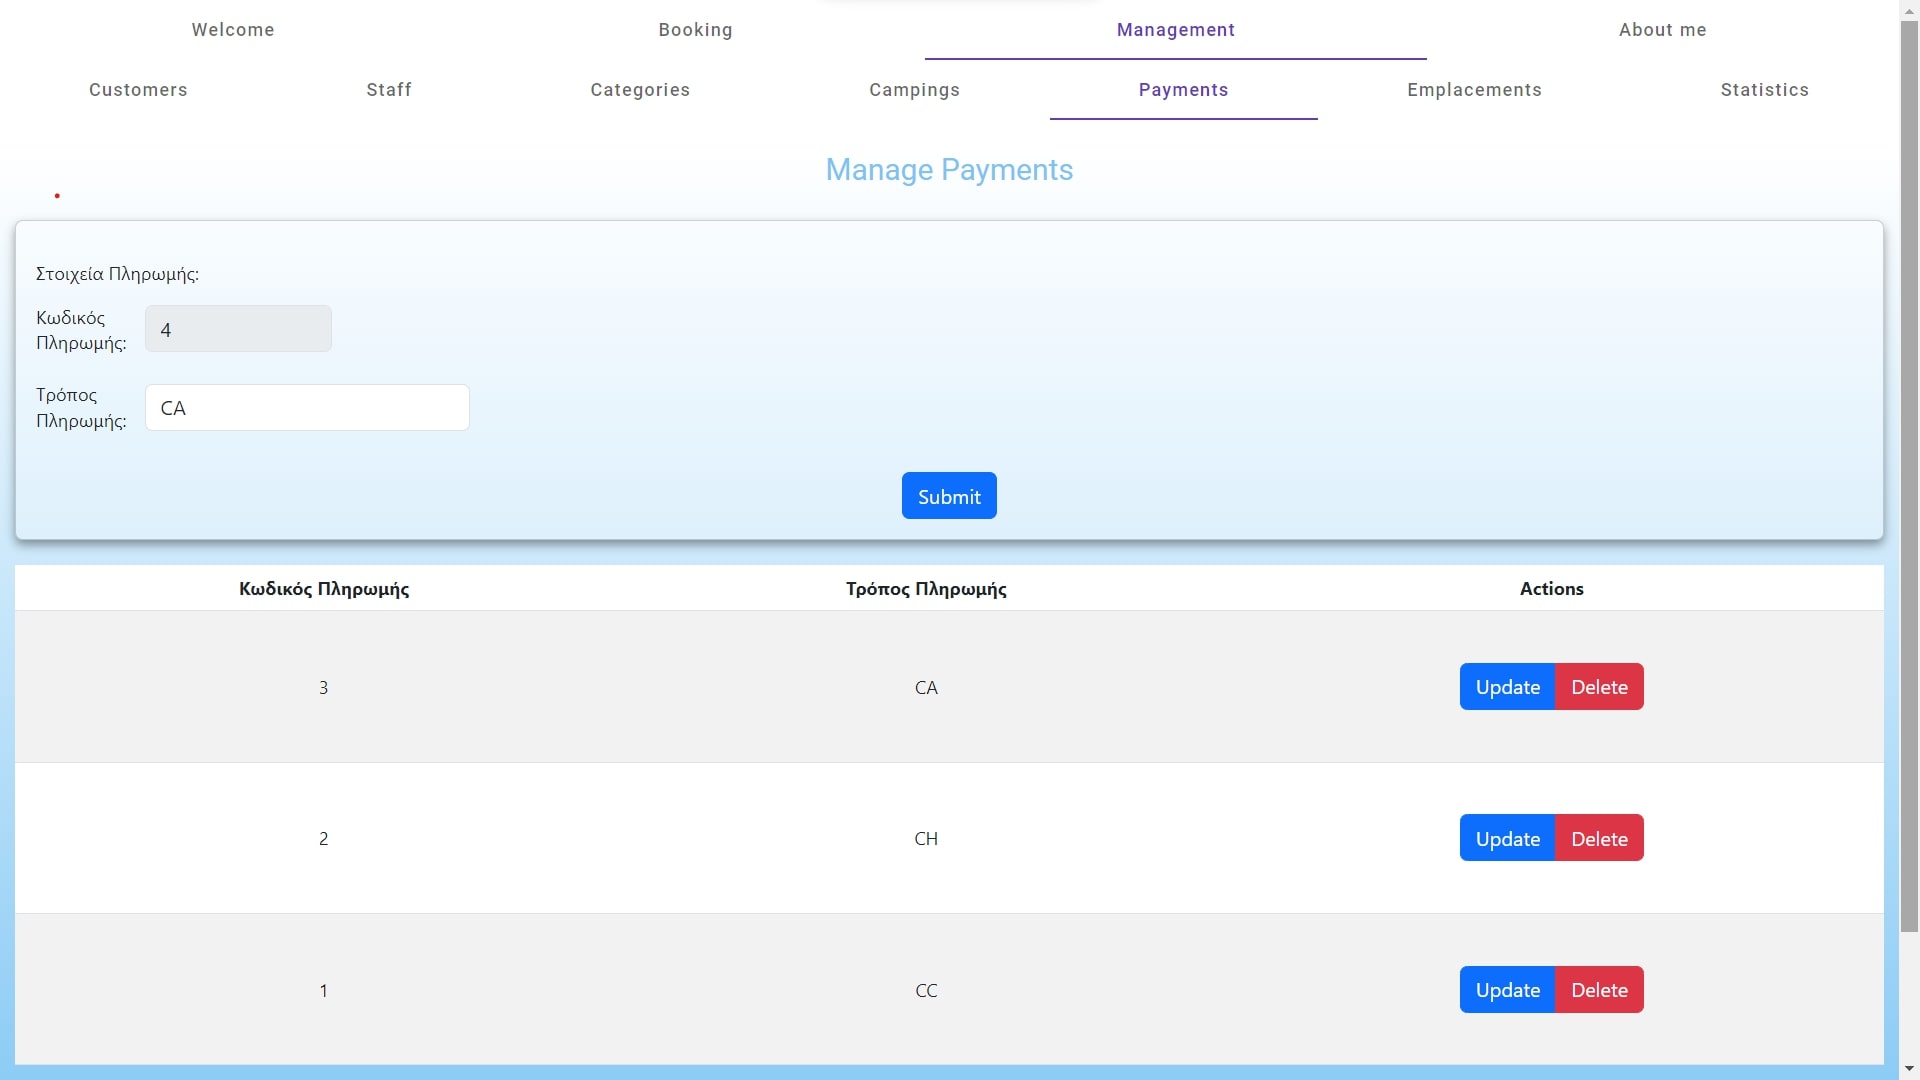 Welcome Booking Management About me
Customers Staff Categories Campings Payments Emplacements Statistics
Manage Payments
Στοιχεία Πληρωμής:
Κωδικός
Πληρωμής:
4
Τρόπος
Πληρωμής:
CA
Submit
Κωδικός Πληρωμής Τρόπος Πληρωμής Actions
3 CA Update Delete
2 CH Update Delete
1 CC Update Delete